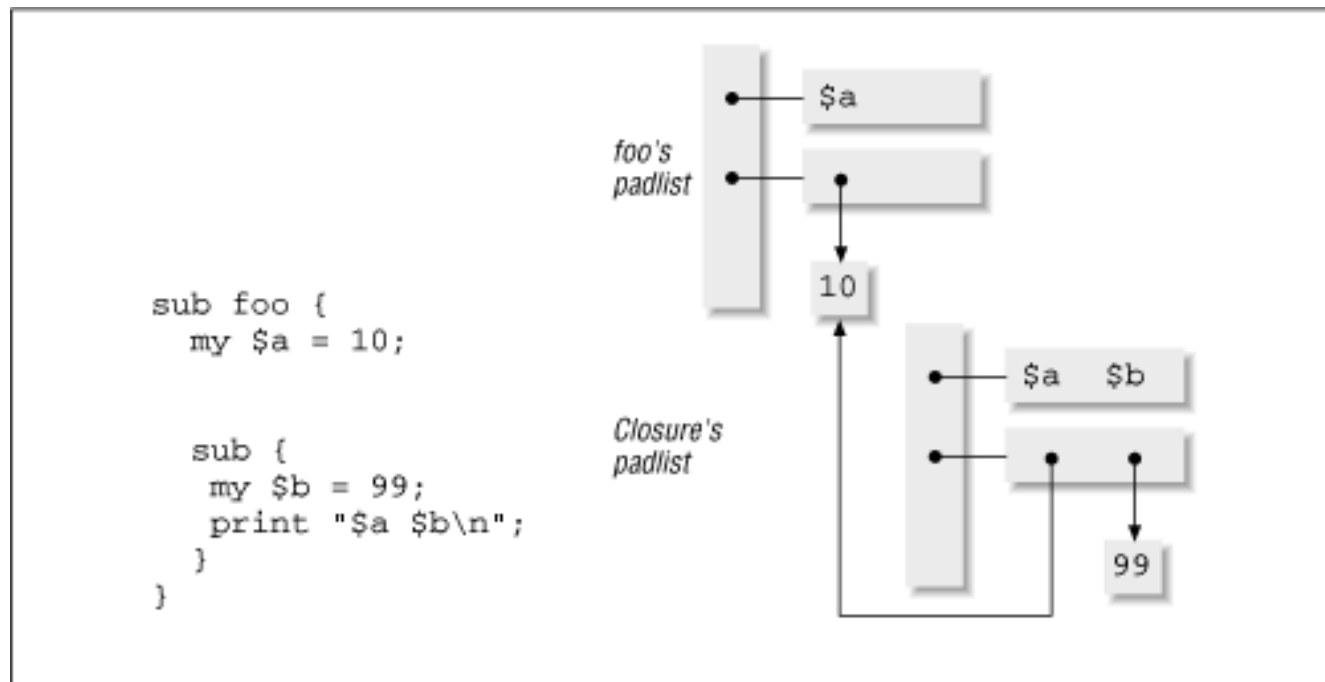 $a
foo's
padlist
10
sub foo {
my $a = 10;
$a $b
Closure's
padlist
sub {
my $b = 99;
print "$a $b\n";
}
99
}